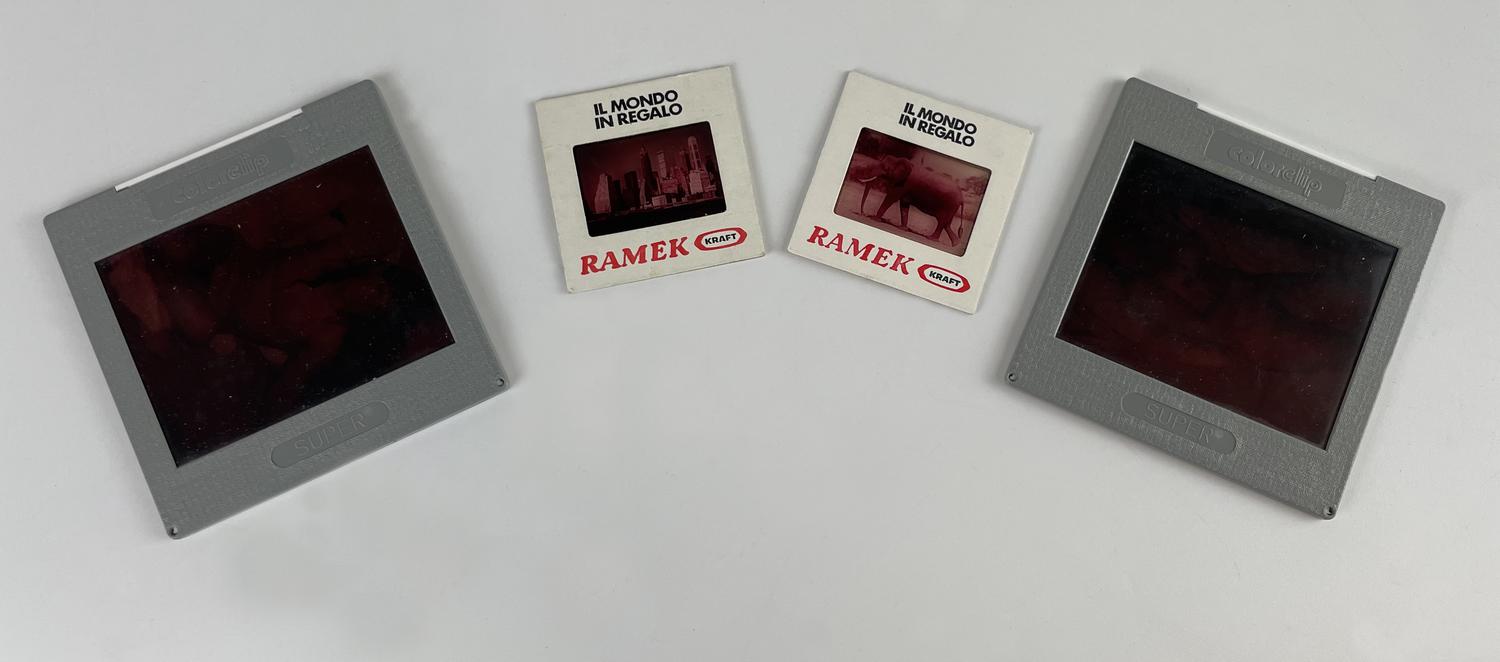 colorclip
SUPER®
IL MONDO
IN REGALO
RAMEK KRAFT
IL MONDO
IN REGALO
RAMEK KRAFT
colorclip
SUPER®